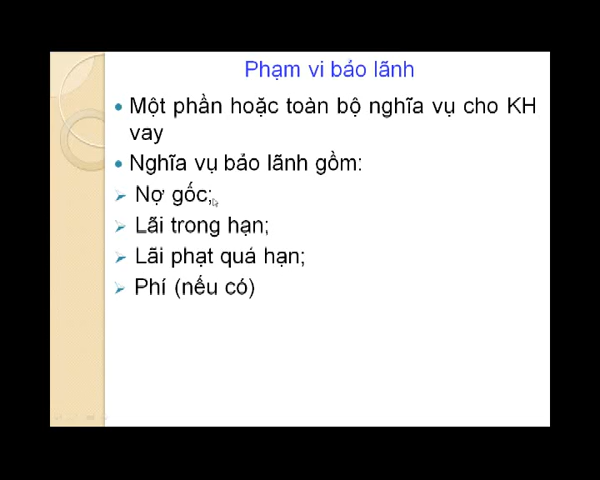 Phạm vi bảo lãnh
Một phần hoặc toàn bộ nghĩa vụ cho KH
vay
Nghĩa vụ bảo lãnh gồm:
Nợ gốc;
Lãi trong hạn;
Lãi phạt quá hạn;
Phí (nếu có)